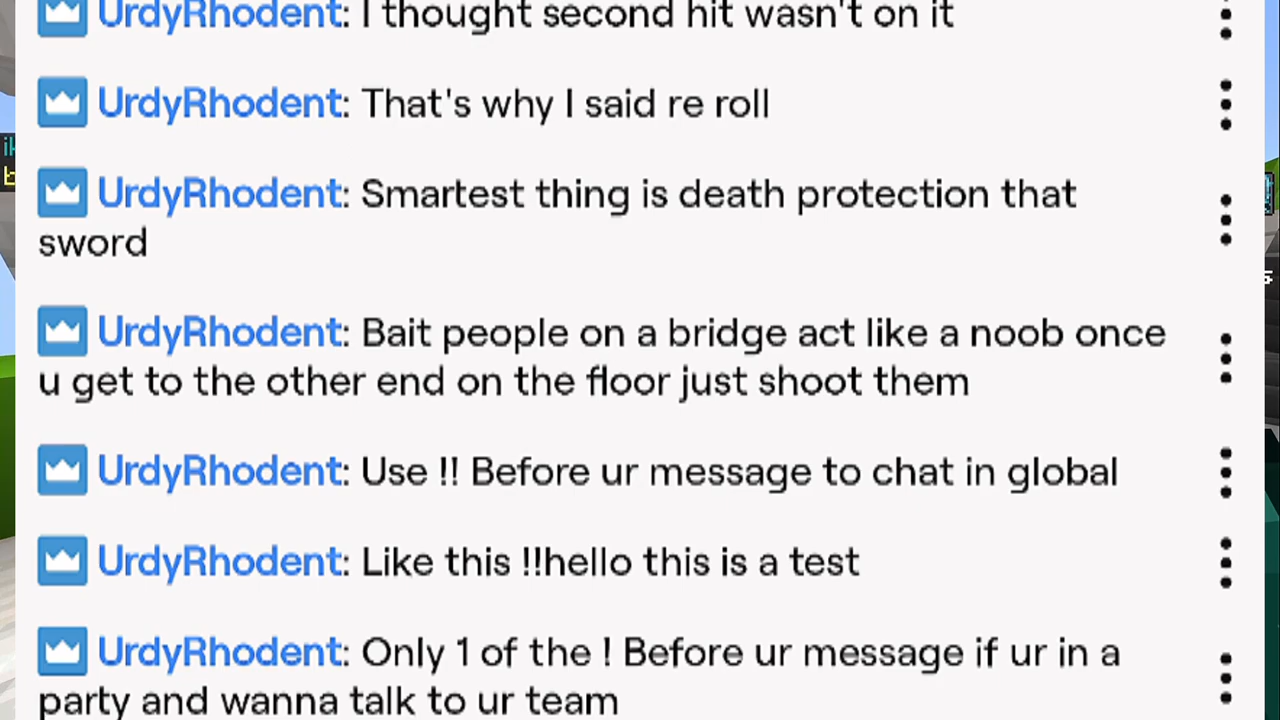 UrdyRhodent: I thought second hit wasn't on it
UrdyRhodent: That's why I said re roll
UrdyRhodent: Smartest thing is death protection that
sword
UrdyRhodent: Bait people on a bridge act like a noob once
u get to the other end on the floor just shoot them
UrdyRhodent: Use !! Before ur message to chat in global
UrdyRhodent: Like this !!hello this is a test
UrdyRhodent: Only 1 of the ! Before ur message if ur in a
party and wanna talk to ur team